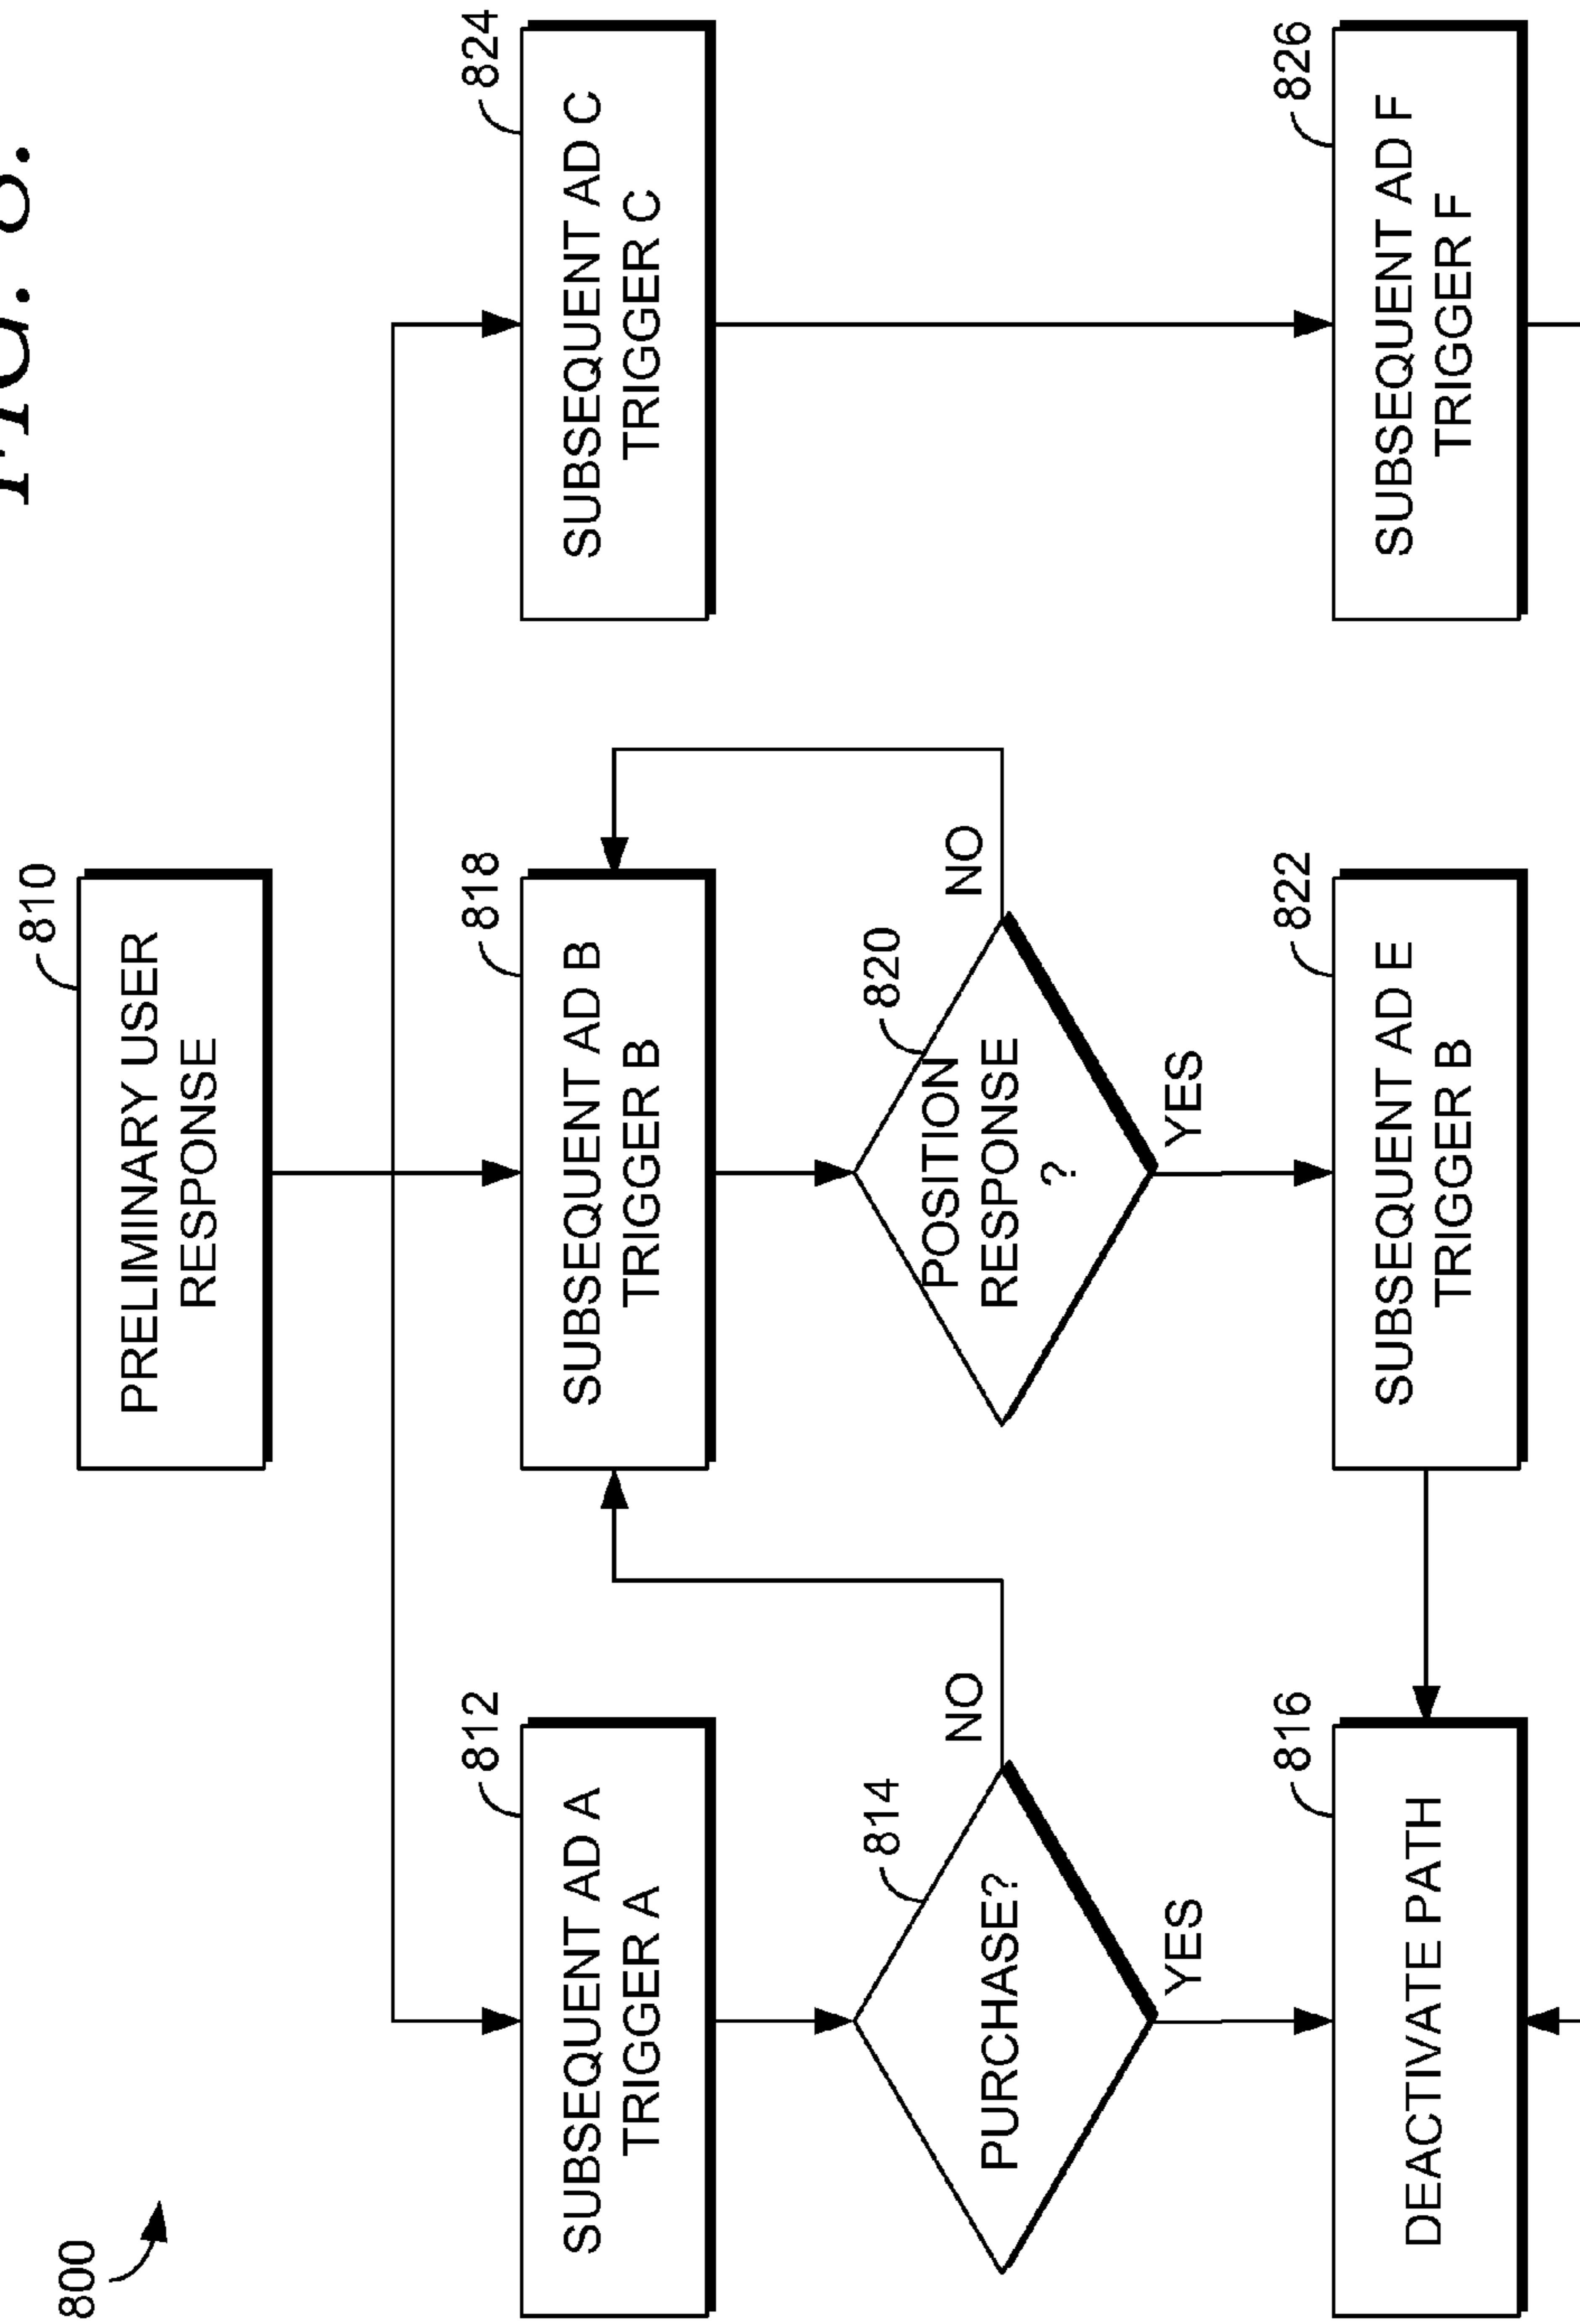 FIG. 8.
800
810
PRELIMINARY USER
RESPONSE
812
SUBSEQUENT AD A
TRIGGER A
818
SUBSEQUENT AD B
TRIGGER B
824
SUBSEQUENT AD C
TRIGGER C
814
PURCHASE?
NO
YES
820
POSITION
RESPONSE
?
NO
YES
816
DEACTIVATE PATH
822
SUBSEQUENT AD E
TRIGGER B
826
SUBSEQUENT AD F
TRIGGER F